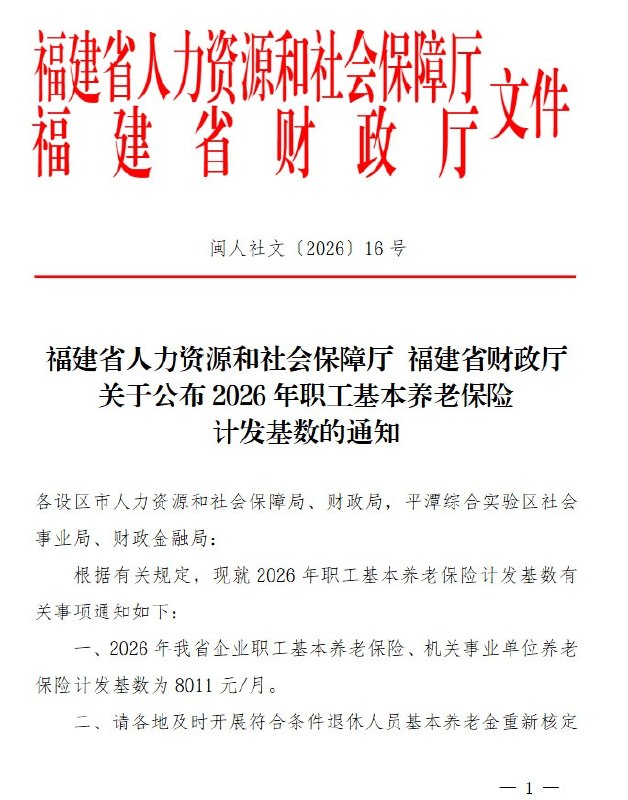 福建省人力资源和社会保障厅
福建省财政厅
文件
闽人社文〔2026〕16号
福建省人力资源和社会保障厅 福建省财政厅
关于公布2026年职工基本养老保险
计发基数的通知
各设区市人力资源和社会保障局、财政局，平潭综合实验区社会
事业局、财政金融局：
根据有关规定，现就2026年职工基本养老保险计发基数有
关事项通知如下：
一、2026年我省企业职工基本养老保险、机关事业单位养老
保险计发基数为8011元/月。
二、请各地及时开展符合条件退休人员基本养老金重新核定
— 1 —